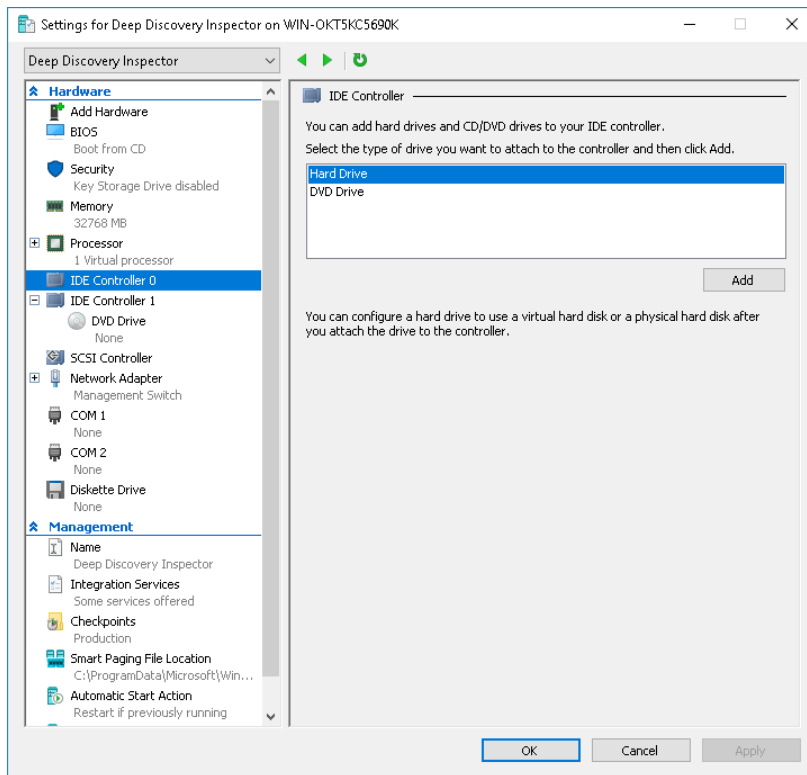 Settings for Deep Discovery Inspector on WIN-OKT5KC5690K
Deep Discovery Inspector
Hardware
Add Hardware
BIOS
Boot from CD
Security
Key Storage Drive disabled
Memory
32768 MB
Processor
1 Virtual processor
IDE Controller 0
IDE Controller 1
DVD Drive
None
SCSI Controller
Network Adapter
Management Switch
COM 1
None
COM 2
None
Diskette Drive
None
Management
Name
Deep Discovery Inspector
Integration Services
Some services offered
Checkpoints
Production
Smart Paging File Location
C:\ProgramData\Microsoft\Win...
Automatic Start Action
Restart if previously running
IDE Controller
You can add hard drives and CD/DVD drives to your IDE controller.
Select the type of drive you want to attach to the controller and then click Add.
Hard Drive
DVD Drive
Add
You can configure a hard drive to use a virtual hard disk or a physical hard disk after
you attach the drive to the controller.
OK
Cancel
Apply